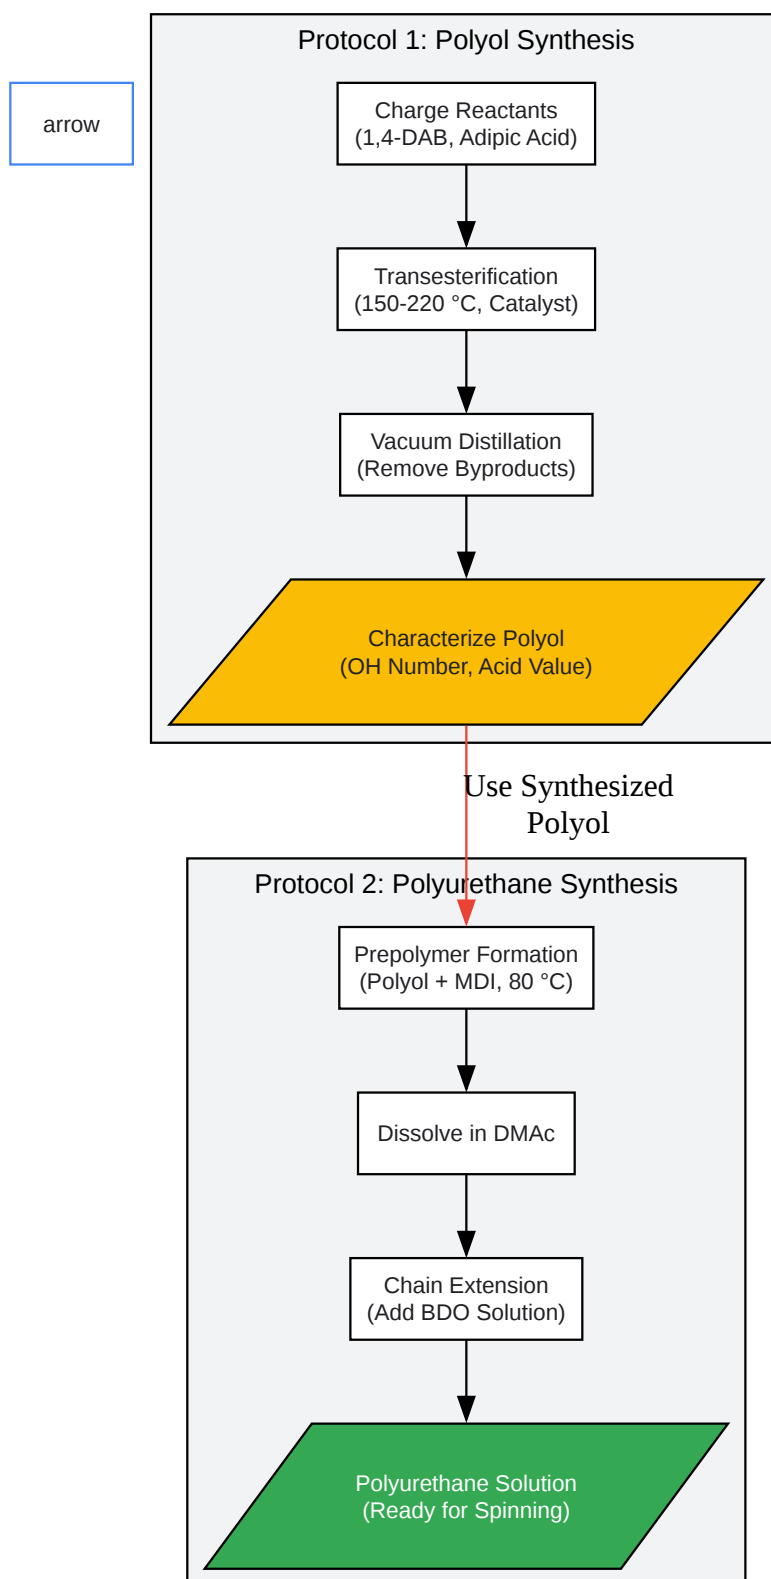 Protocol 1: Polyol Synthesis
arrow
Charge Reactants
(1,4-DAB, Adipic Acid)
Transesterification
(150-220 °C, Catalyst)
Vacuum Distillation
(Remove Byproducts)
Characterize Polyol
(OH Number, Acid Value)
Use Synthesized
Polyol
Protocol 2: Polyurethane Synthesis
Prepolymer Formation
(Polyol + MDI, 80 °C)
Dissolve in DMAc
Chain Extension
(Add BDO Solution)
Polyurethane Solution
(Ready for Spinning)